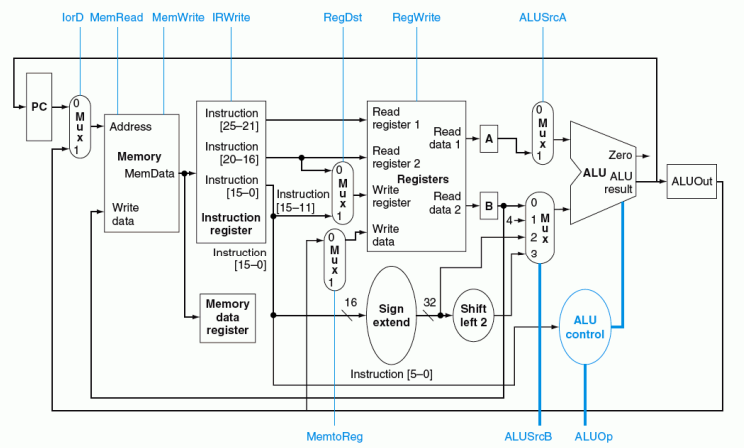 IorD MemRead MemWrite IRWrite RegDst RegWrite ALUSrcA
PC
0
M
u
x
1
Address
Memory
MemData
Write
data
Instruction
[25–21]
Instruction
[20–16]
Instruction
[15–0]
Instruction
register
Instruction
[15–0]
Memory
data
register
Instruction
[15–11]
0
M
u
x
1
0
M
u
x
1
Read
register 1
Read
register 2
Registers
Write
register
Write
data
Read
data 1
Read
data 2
A
B
0
M
u
x
1
4
0
1
2
3
M
u
x
Zero
ALU
ALU
result
ALUOut
16
Sign
extend
32
Shift
left 2
ALU
control
Instruction [5–0]
MemtoReg ALUSrcB ALUOp